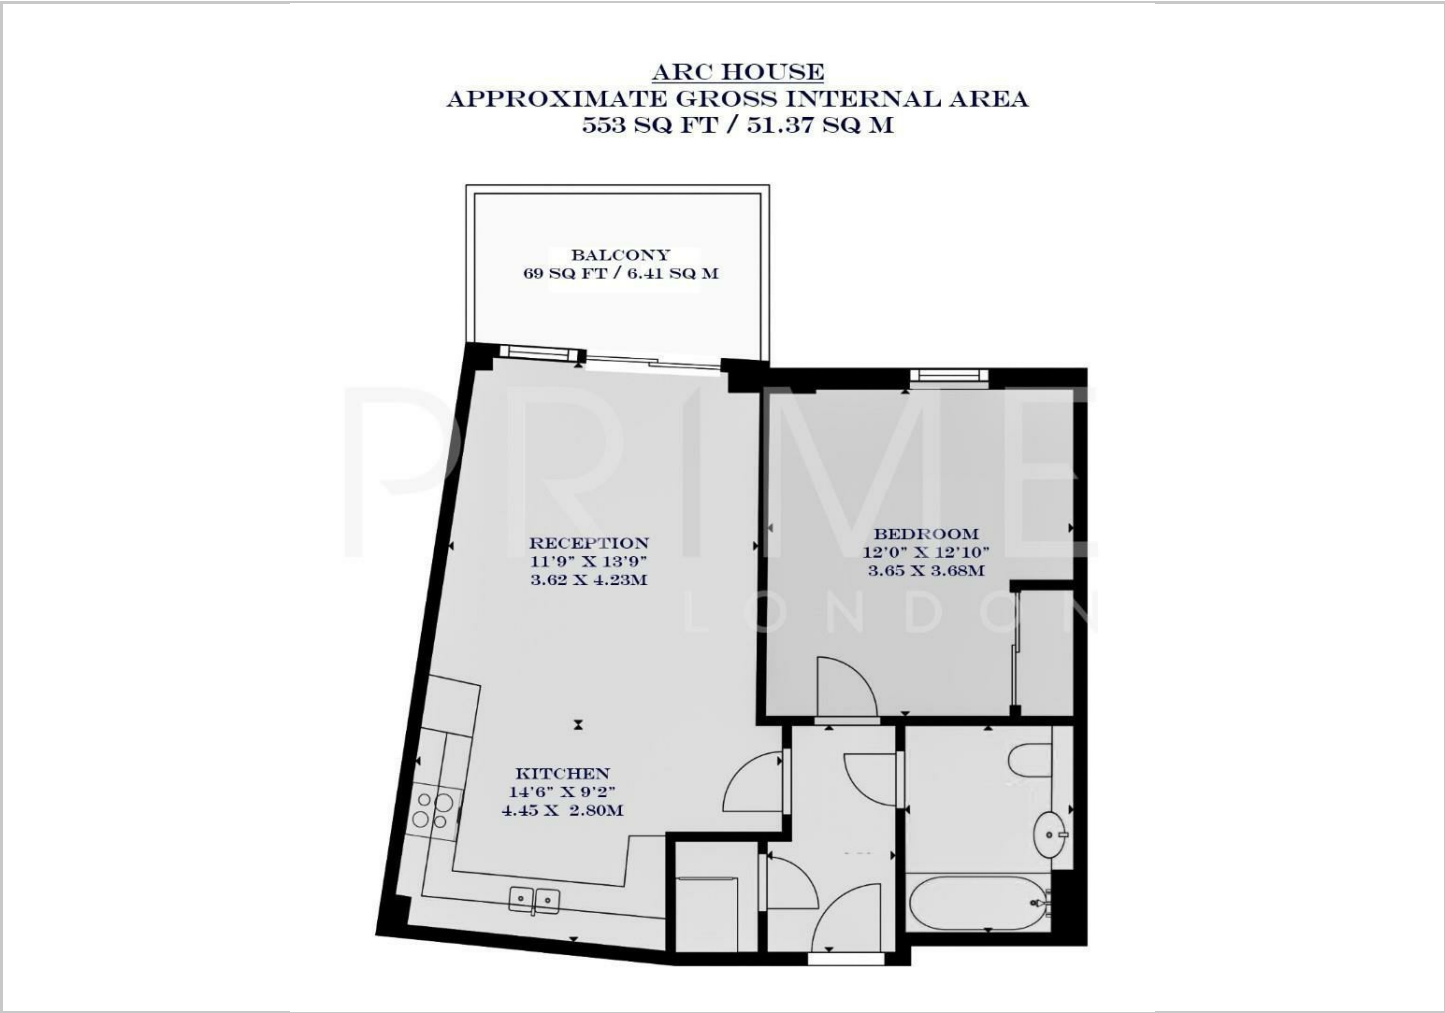 ARC HOUSE
APPROXIMATE GROSS INTERNAL AREA
553 SQ FT / 51.37 SQ M
BALCONY
69 SQ FT / 6.41 SQ M
PRIME
LONDON
RECEPTION
11'9" X 13'9"
3.62 X 4.23M
BEDROOM
12'0" X 12'10"
3.65 X 3.68M
KITCHEN
14'6" X 9'2"
4.45 X 2.80M